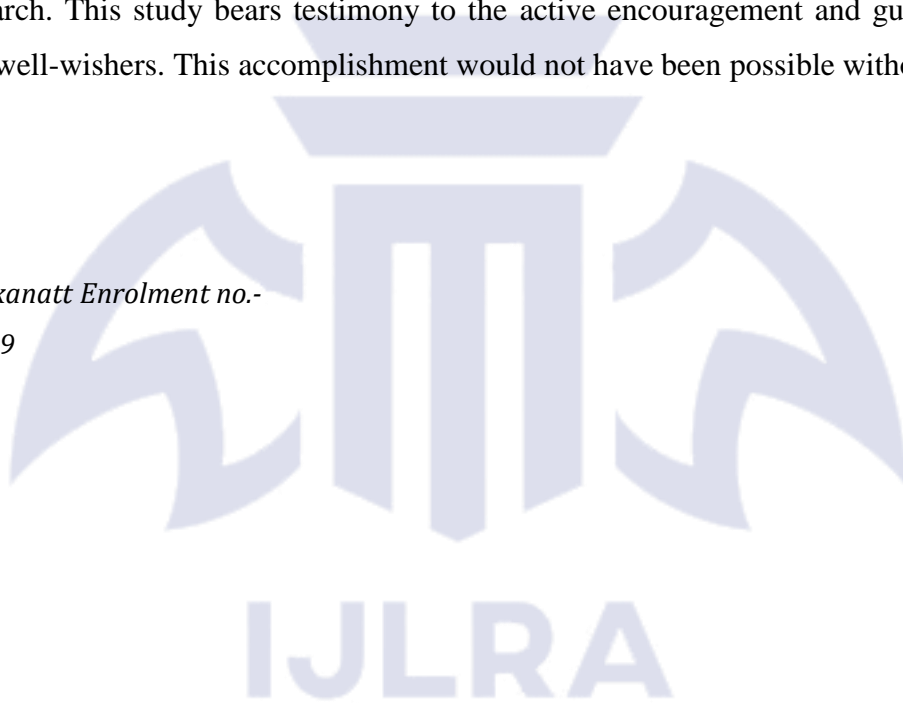 arch. This study bears testimony to the active encouragement and gu
well-wishers. This accomplishment would not have been possible witho
kanatt Enrolment no.-
9
IJLRA